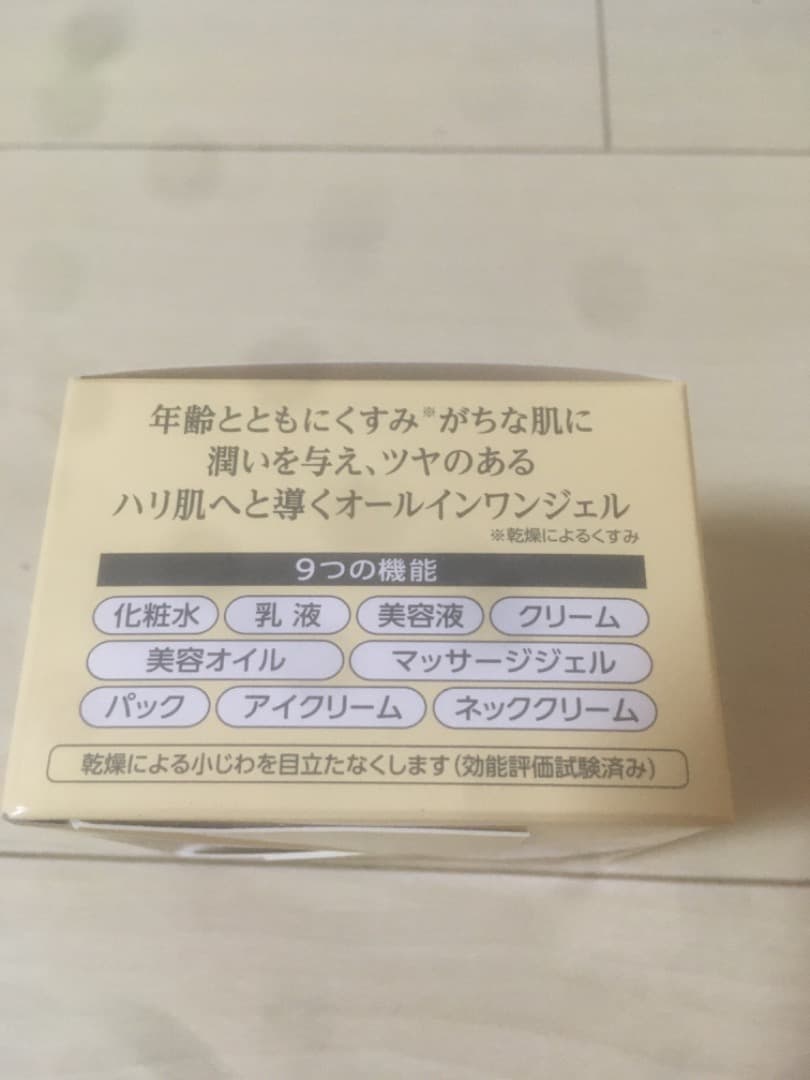 年齢とともにくすみ※がちな肌に
潤いを与え、ツヤのある
ハリ肌へと導くオールインワンジェル
※乾燥によるくすみ
9つの機能
化粧水 乳液 美容液 クリーム
美容オイル マッサージジェル
パック アイクリーム ネッククリーム
乾燥による小じわを目立たなくします(効能評価試験済み)